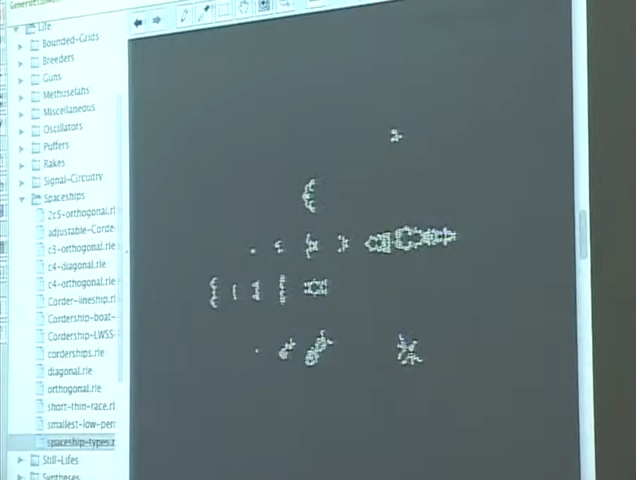 Life
Bounded-Grids
Breeders
Guns
Methuselahs
Miscellaneous
Oscillators
Puffers
Rakes
Signal-Circuitry
Spaceships
2c5-orthogonal.rl
adjustable-Corde
c3-orthogonal.rle
c4-diagonal.rle
c4-orthogonal.rle
Corder-lineship.rl
Cordership-boat-
Cordership-LWSS
corderships.rle
diagonal.rle
orthogonal.rle
short-thin-race.rl
smallest-low-peri
spaceship-types.r
Still-Lifes
Syntheses